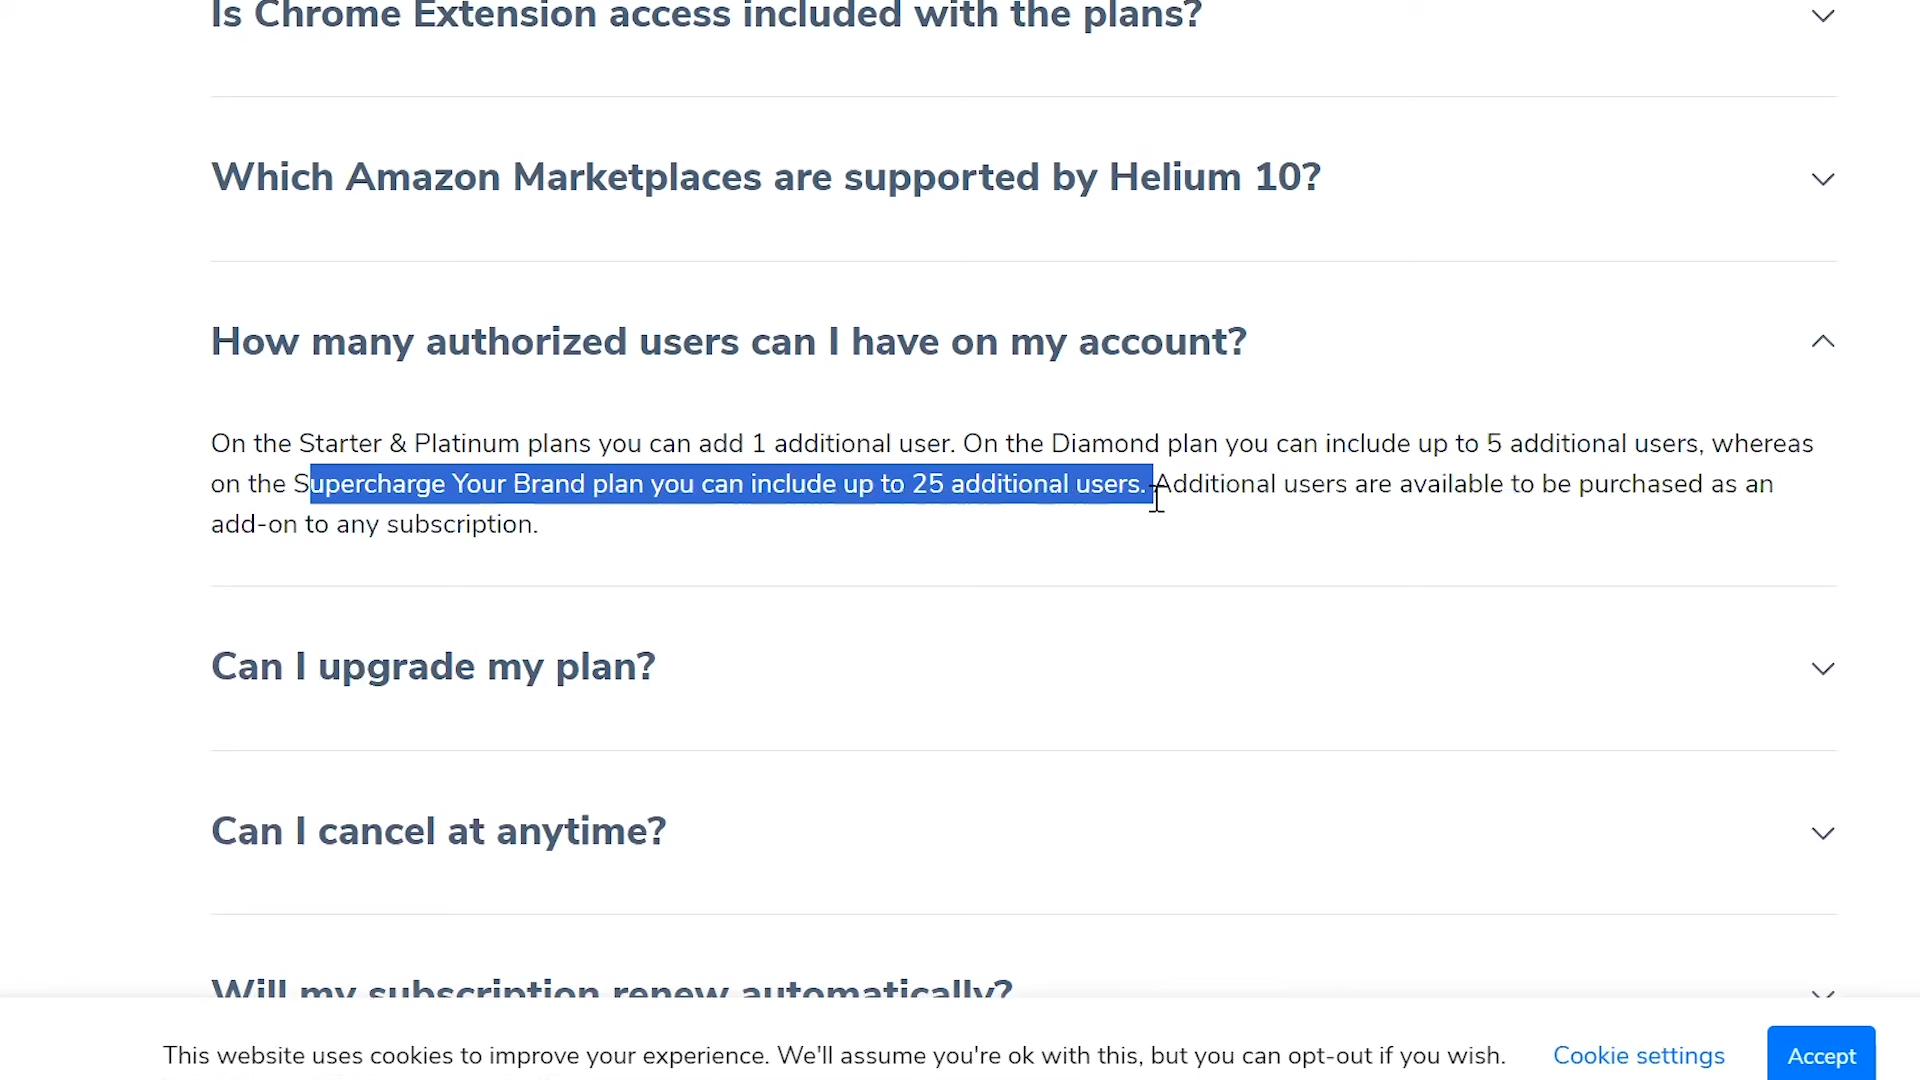 Is Chrome Extension access included with the plans?
Which Amazon Marketplaces are supported by Helium 10?
How many authorized users can I have on my account?
On the Starter & Platinum plans you can add 1 additional user. On the Diamond plan you can include up to 5 additional users, whereas
on the Supercharge Your Brand plan you can include up to 25 additional users. Additional users are available to be purchased as an
add-on to any subscription.
Can I upgrade my plan?
Can I cancel at anytime?
Will my subscription renew automatically?
This website uses cookies to improve your experience. We'll assume you're ok with this, but you can opt-out if you wish.
Cookie settings
Accept